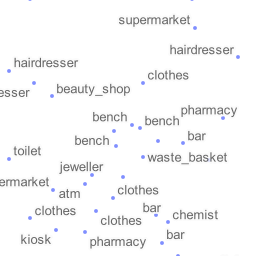 supermarket
hairdresser
hairdresser
clothes
esser
beauty_shop
pharmacy
bench
bench
bench
bar
toilet
waste_basket
jeweller
ermarket
atm
clothes
clothes
bar
clothes
chemist
kiosk
pharmacy
bar